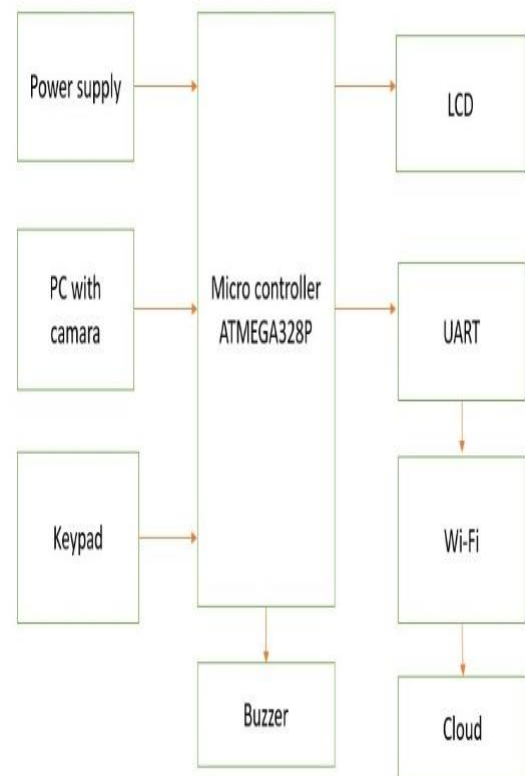 Power supply
LCD
PC with
camara
Micro controller
ATMEGA328P
UART
Keypad
Wi-Fi
Buzzer
Cloud